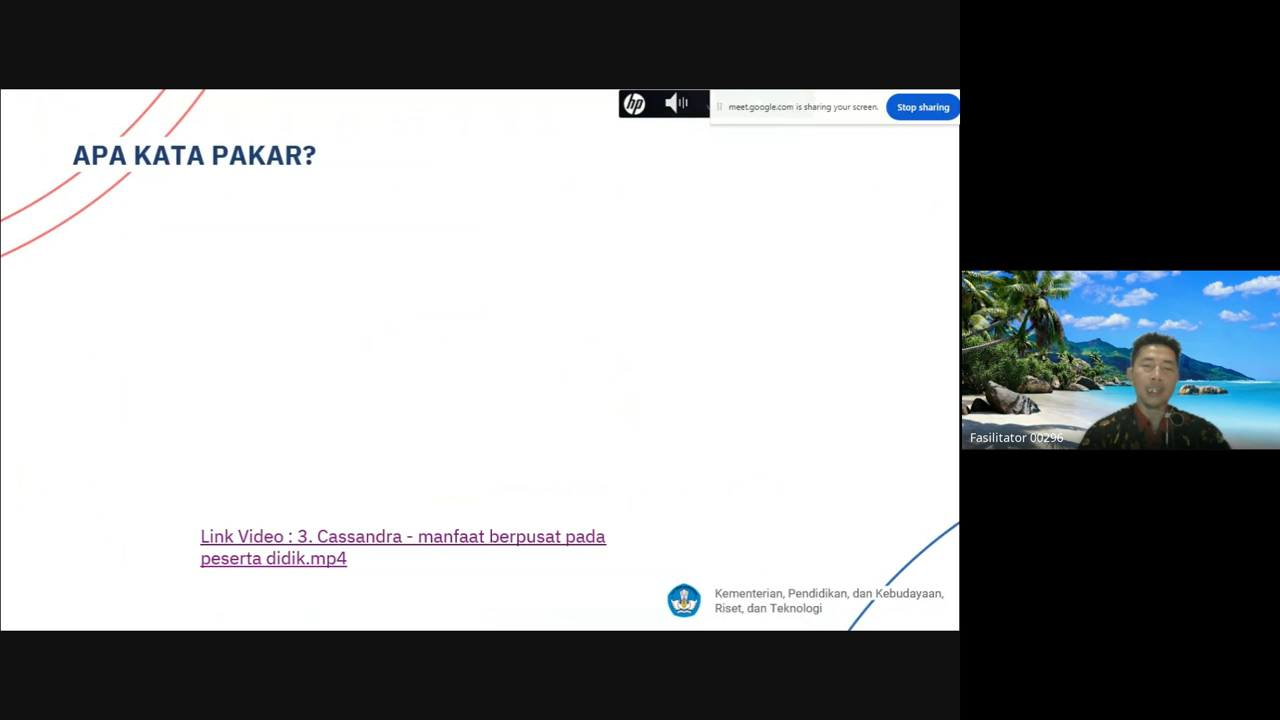 hp
meet.google.com is sharing your screen.
Stop sharing
APA KATA PAKAR?
Fasilitator 00296
Link Video : 3. Cassandra - manfaat berpusat pada
peserta didik.mp4
Kementerian, Pendidikan, dan Kebudayaan,
Riset, dan Teknologi